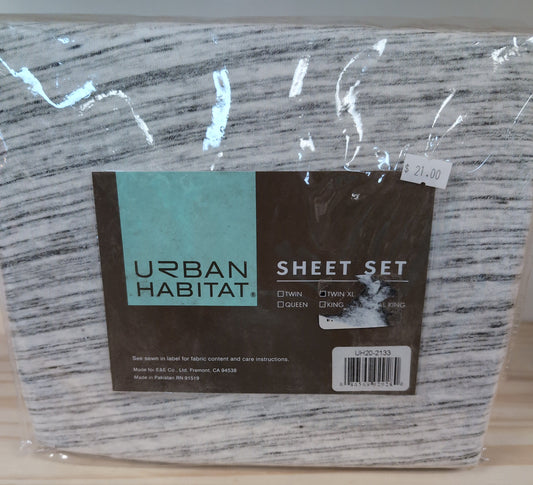 $ 21.00
URBAN
HABITAT®
SHEET SET
TWIN TWIN XL
QUEEN KING KING
UH20-2133
See sewn in label for fabric content and care instructions.
Made for E&E Co., Ltd. Fremont, CA 94538
Made in Pakistan RN 91519